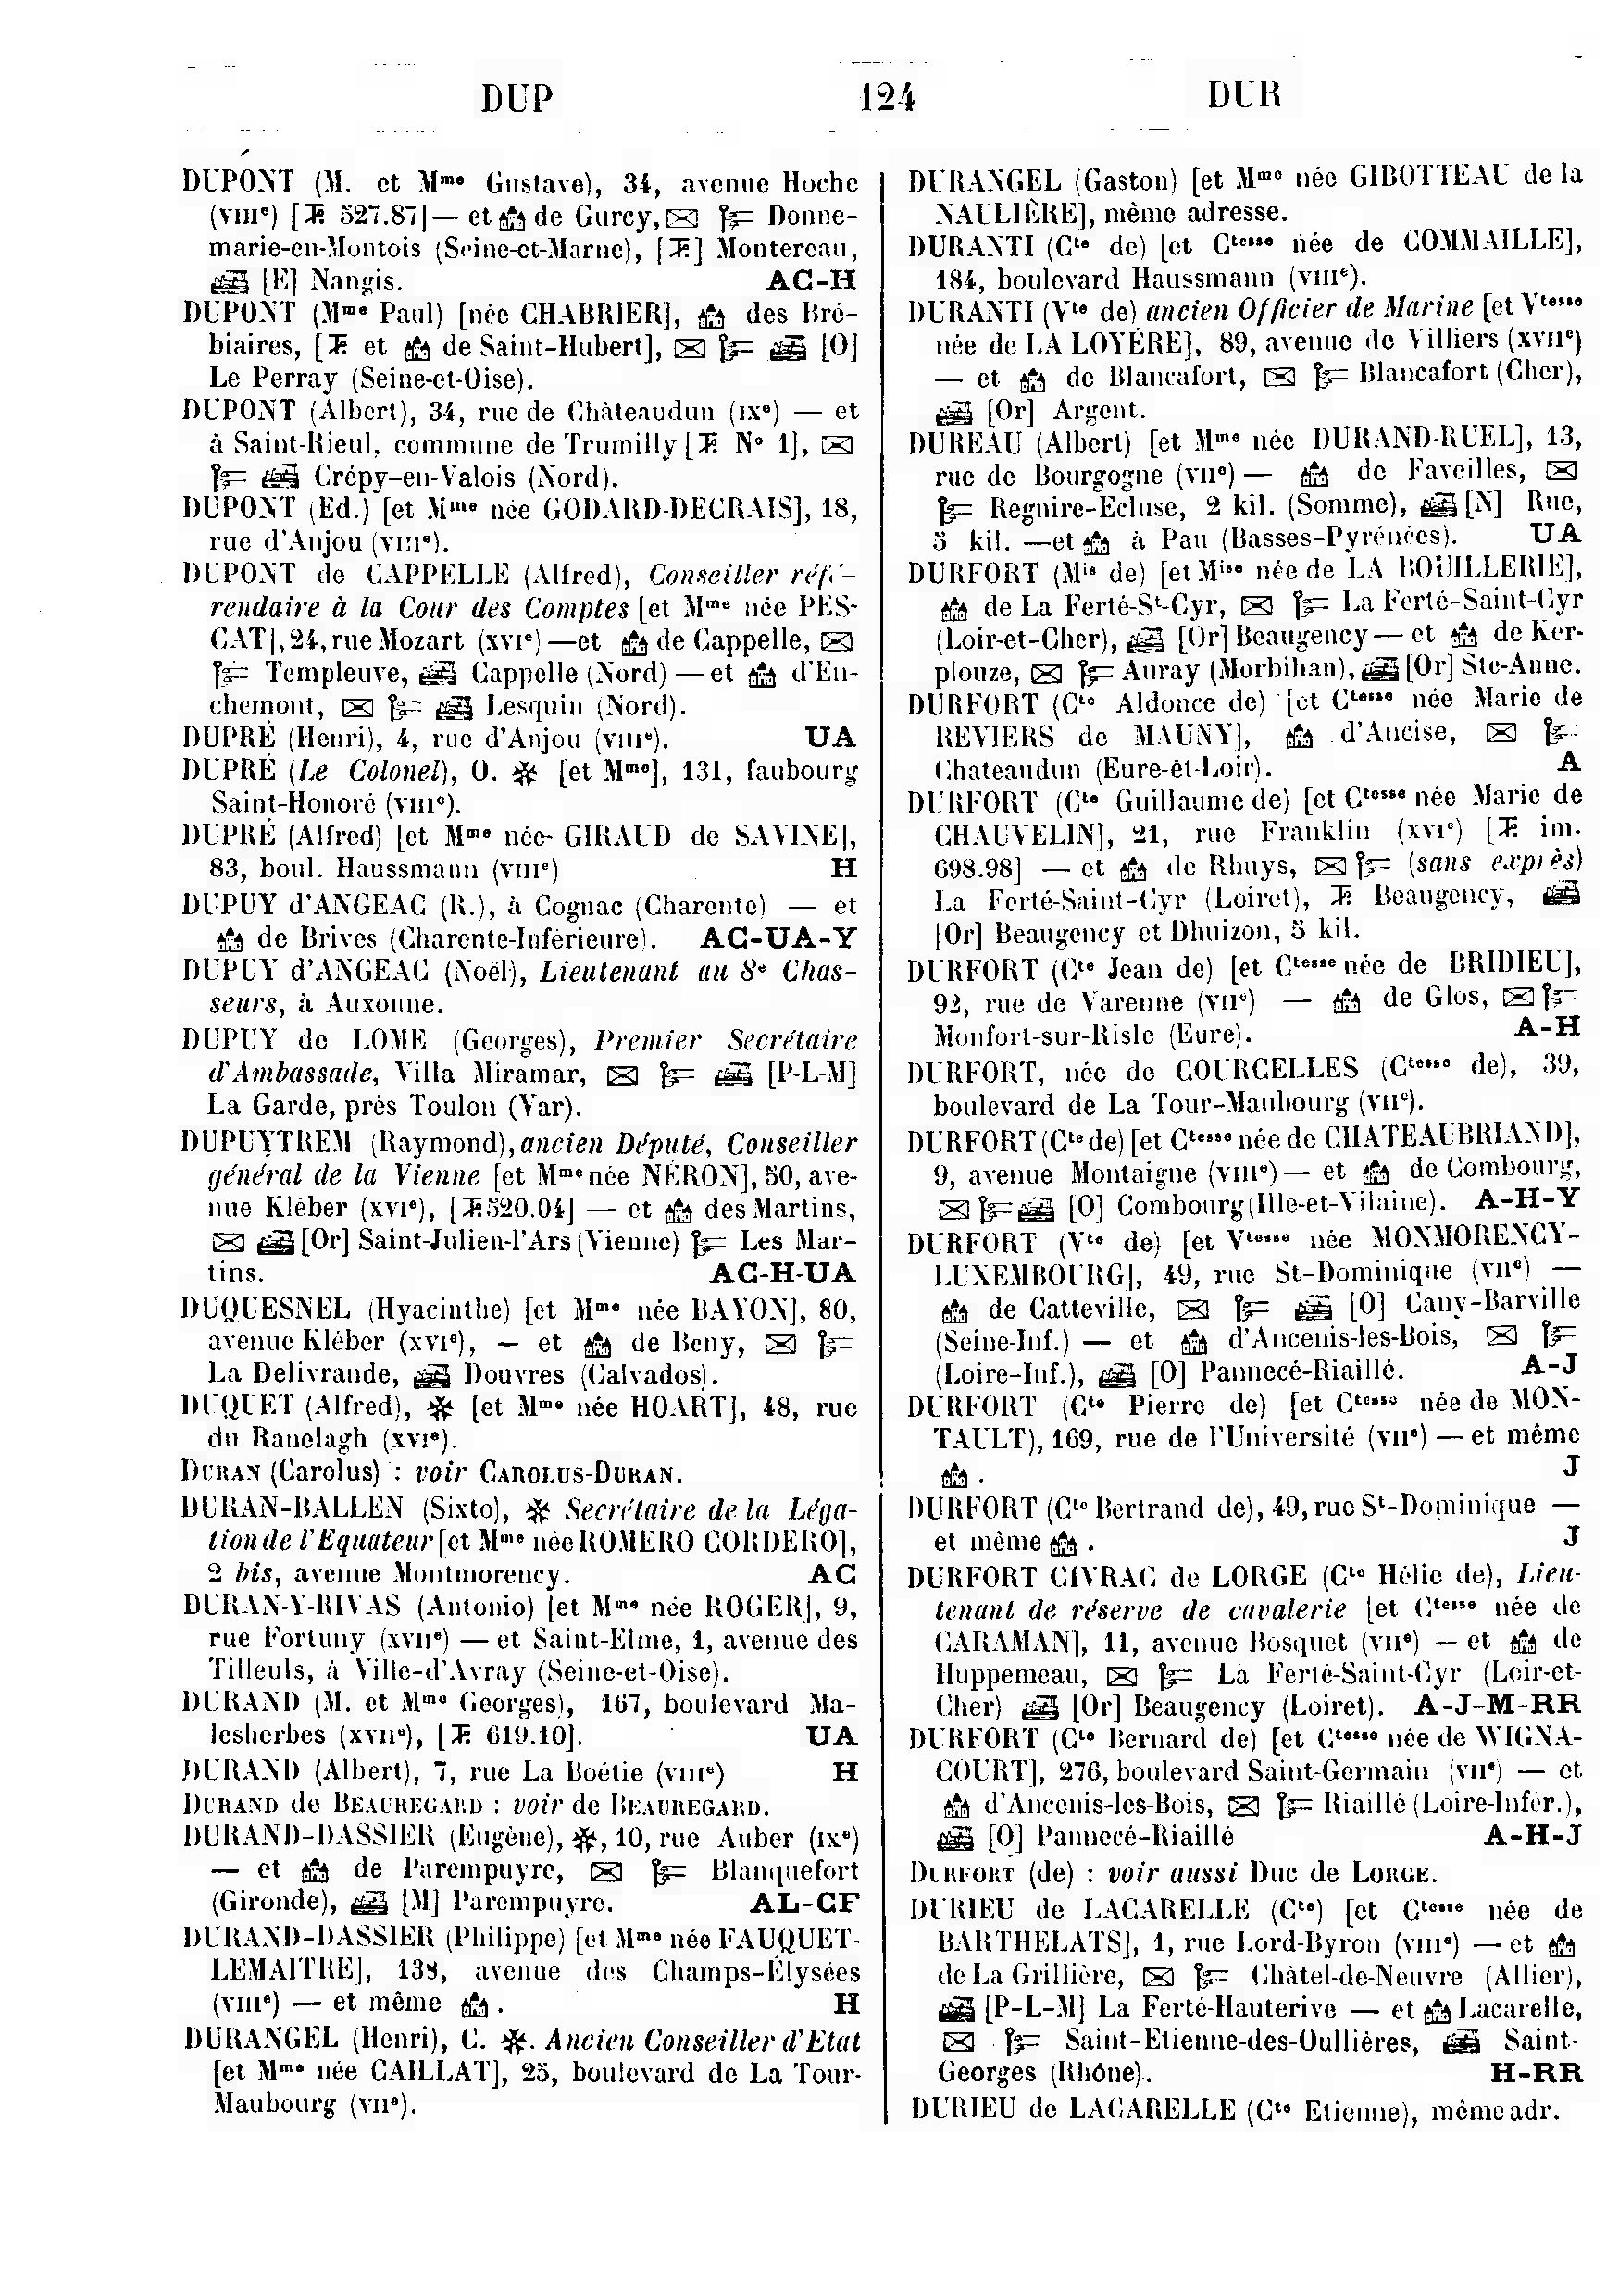 DUP 124 DUR
DUPONT (M. et Mme Gustave), 34, avenue Hoche
(VIIIe) [T. 527.87] — et de Gurcy, Donne-
marie-en-Montois (Seine-et-Marne), [T.] Montereau,
[E] Nangis. AC-H
DUPONT (Mme Paul) [née CHABRIER], des Bré-
biaires, [T. et de Saint-Hubert], [O]
Le Perray (Seine-et-Oise).
DUPONT (Albert), 34, rue de Châteaudun (IXe) — et
à Saint-Rieul, commune de Trumilly [T. No 1],
Crépy-en-Valois (Nord).
DUPONT (Ed.) [et Mme née GODARD-DECRAIS], 18,
rue d'Anjou (VIIIe).
DUPONT de CAPPELLE (Alfred), Conseiller réfé-
rendaire à la Cour des Comptes [et Mme née PES-
CAT], 24, rue Mozart (XVIe) — et de Cappelle,
Templeuve, Cappelle (Nord) — et d'En-
chemont, Lesquin (Nord).
DUPRÉ (Henri), 4, rue d'Anjou (VIIIe). UA
DUPRÉ (Le Colonel), O. ✻ [et Mme], 131, faubourg
Saint-Honoré (VIIIe).
DUPRÉ (Alfred) [et Mme née GIRAUD de SAVINE],
83, boul. Haussmann (VIIIe) H
DUPUY d'ANGEAC (R.), à Cognac (Charente) — et
de Brives (Charente-Inférieure). AC-UA-Y
DUPUY d'ANGEAC (Noël), Lieutenant au 8e Chas-
seurs, à Auxonne.
DUPUY de LOME (Georges), Premier Secrétaire
d'Ambassade, Villa Miramar, [P-L-M]
La Garde, près Toulon (Var).
DUPUYTREM (Raymond), ancien Député, Conseiller
général de la Vienne [et Mme née NÉRON], 50, ave-
nue Kléber (XVIe), [T. 520.04] — et des Martins,
[Or] Saint-Julien-l'Ars (Vienne) Les Mar-
tins. AC-H-UA
DUQUESNEL (Hyacinthe) [et Mme née BAYON], 80,
avenue Kléber (XVIe), — et de Beny,
La Delivrande, Douvres (Calvados).
DUQUET (Alfred), ✻ [et Mme née HOART], 48, rue
du Ranelagh (XVIe).
DURAN (Carolus) : voir CAROLUS-DURAN.
DURAN-BALLEN (Sixto), ✻ Secrétaire de la Léga-
tion de l'Equateur [et Mme née ROMERO CORDERO],
2 bis, avenue Montmorency. AC
DURAN-Y-RIVAS (Antonio) [et Mme née ROGER], 9,
rue Fortuny (XVIIe) — et Saint-Elme, 1, avenue des
Tilleuls, à Ville-d'Avray (Seine-et-Oise).
DURAND (M. et Mme Georges), 167, boulevard Ma-
lesherbes (XVIIe), [T. 619.10]. UA
DURAND (Albert), 7, rue La Boétie (VIIIe) H
DURAND de BEAUREGARD : voir de BEAUREGARD.
DURAND-DASSIER (Eugène), ✻, 10, rue Auber (IXe)
— et de Parempuyre, Blanquefort
(Gironde), [M] Parempuyre. AL-CF
DURAND-DASSIER (Philippe) [et Mme née FAUQUET-
LEMAITRE], 138, avenue des Champs-Élysées
(VIIIe) — et même . H
DURANGEL (Henri), C. ✻. Ancien Conseiller d'Etat
[et Mme née CAILLAT], 25, boulevard de La Tour-
Maubourg (VIIe).
DURANGEL (Gaston) [et Mme née GIBOTTEAU de la
NAULIÈRE], même adresse.
DURANTI (Cte de) [et Ctesse née de COMMAILLE],
184, boulevard Haussmann (VIIIe).
DURANTI (Vte de) ancien Officier de Marine [et Vtesse
née de LA LOYÈRE], 89, avenue de Villiers (XVIIe)
— et de Blancafort, Blancafort (Cher),
[Or] Argent.
DUREAU (Albert) [et Mme née DURAND-RUEL], 13,
rue de Bourgogne (VIIe) — de Faveilles,
Regnire-Ecluse, 2 kil. (Somme), [N] Rue,
5 kil. — et à Pau (Basses-Pyrénées). UA
DURFORT (Mis de) [et Mise née de LA BOUILLERIE],
de La Ferté-St-Cyr, La Ferté-Saint-Cyr
(Loir-et-Cher), [Or] Beaugency — et de Ker-
plouze, Auray (Morbihan), [Or] Ste-Anne.
DURFORT (Cte Aldonce de) [et Ctesse née Marie de
REVIERS de MAUNY], d'Ancise,
Chateaudun (Eure-et-Loir). A
DURFORT (Cte Guillaume de) [et Ctesse née Marie de
CHAUVELIN], 21, rue Franklin (XVIe) [T. im.
698.98] — et de Rhuys, (sans exprès)
La Ferté-Saint-Cyr (Loiret), T. Beaugency,
[Or] Beaugency et Dhuizon, 5 kil.
DURFORT (Cte Jean de) [et Ctesse née de BRIDIEU],
92, rue de Varenne (VIIe) — de Glos,
Monfort-sur-Risle (Eure). A-H
DURFORT, née de COURCELLES (Ctesse de), 39,
boulevard de La Tour-Maubourg (VIIe).
DURFORT (Cte de) [et Ctesse née de CHATEAUBRIAND],
9, avenue Montaigne (VIIIe) — et de Combourg,
[O] Combourg (Ille-et-Vilaine). A-H-Y
DURFORT (Vte de) [et Vtesse née MONMORENCY-
LUXEMBOURG], 49, rue St-Dominique (VIIe) —
de Catteville, [O] Cany-Barville
(Seine-Inf.) — et d'Ancenis-les-Bois,
(Loire-Inf.), [O] Pannecé-Riaillé. A-J
DURFORT (Cte Pierre de) [et Ctesse née de MON-
TAULT), 169, rue de l'Université (VIIe) — et même
. J
DURFORT (Cte Bertrand de), 49, rue St-Dominique —
et même . J
DURFORT CIVRAC de LORGE (Cte Hélie de), Lieu-
tenant de réserve de cavalerie [et Ctesse née de
CARAMAN], 11, avenue Bosquet (VIIe) — et de
Huppemeau, La Ferté-Saint-Cyr (Loir-et-
Cher) [Or] Beaugency (Loiret). A-J-M-RR
DURFORT (Cte Bernard de) [et Ctesse née de WIGNA-
COURT], 276, boulevard Saint-Germain (VIIe) — et
d'Ancenis-les-Bois, Riaillé (Loire-Infér.),
[O] Pannecé-Riaillé A-H-J
DURFORT (de) : voir aussi Duc de LORGE.
DURIEU de LACARELLE (Cte) [et Ctesse née de
BARTHELATS], 1, rue Lord-Byron (VIIIe) — et
de La Grillière, Châtel-de-Neuvre (Allier),
[P-L-M] La Ferté-Hauterive — et Lacarelle,
Saint-Etienne-des-Oullières, Saint-
Georges (Rhône). H-RR
DURIEU de LACARELLE (Cte Etienne), même adr.